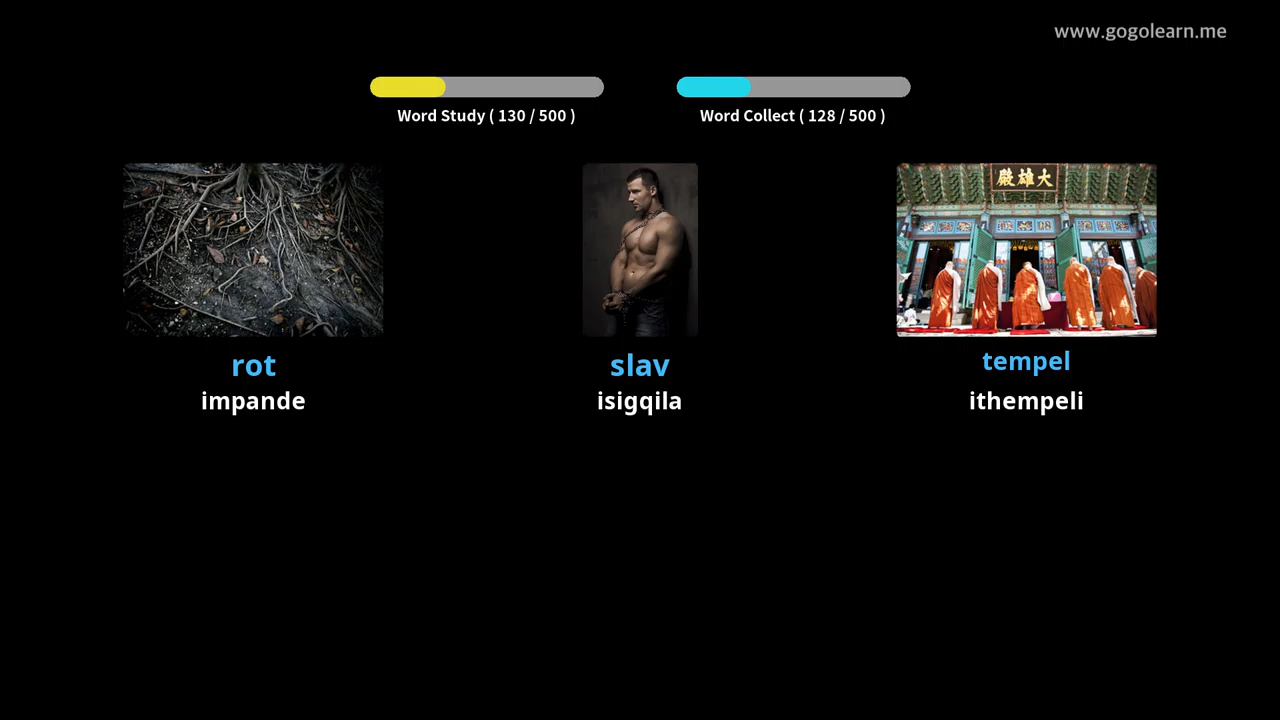 www.gogolearn.me
Word Study ( 130 / 500 )
Word Collect ( 128 / 500 )
殿雄大
rot
slav
tempel
impande
isigqila
ithempeli